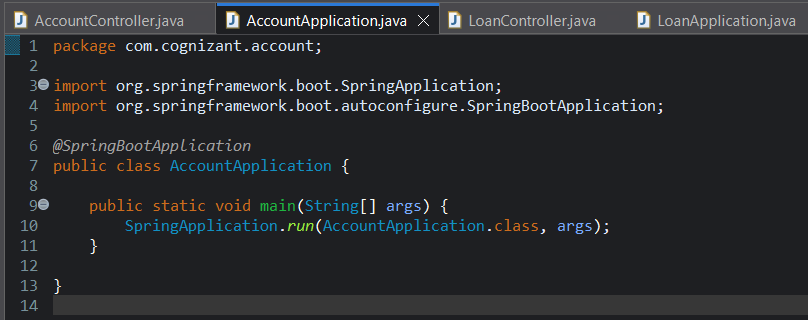 AccountController.java AccountApplication.java LoanController.java LoanApplication.java
1 package com.cognizant.account;
2
3 import org.springframework.boot.SpringApplication;
4 import org.springframework.boot.autoconfigure.SpringBootApplication;
5
6 @SpringBootApplication
7 public class AccountApplication {
8
9     public static void main(String[] args) {
10         SpringApplication.run(AccountApplication.class, args);
11     }
12
13 }
14